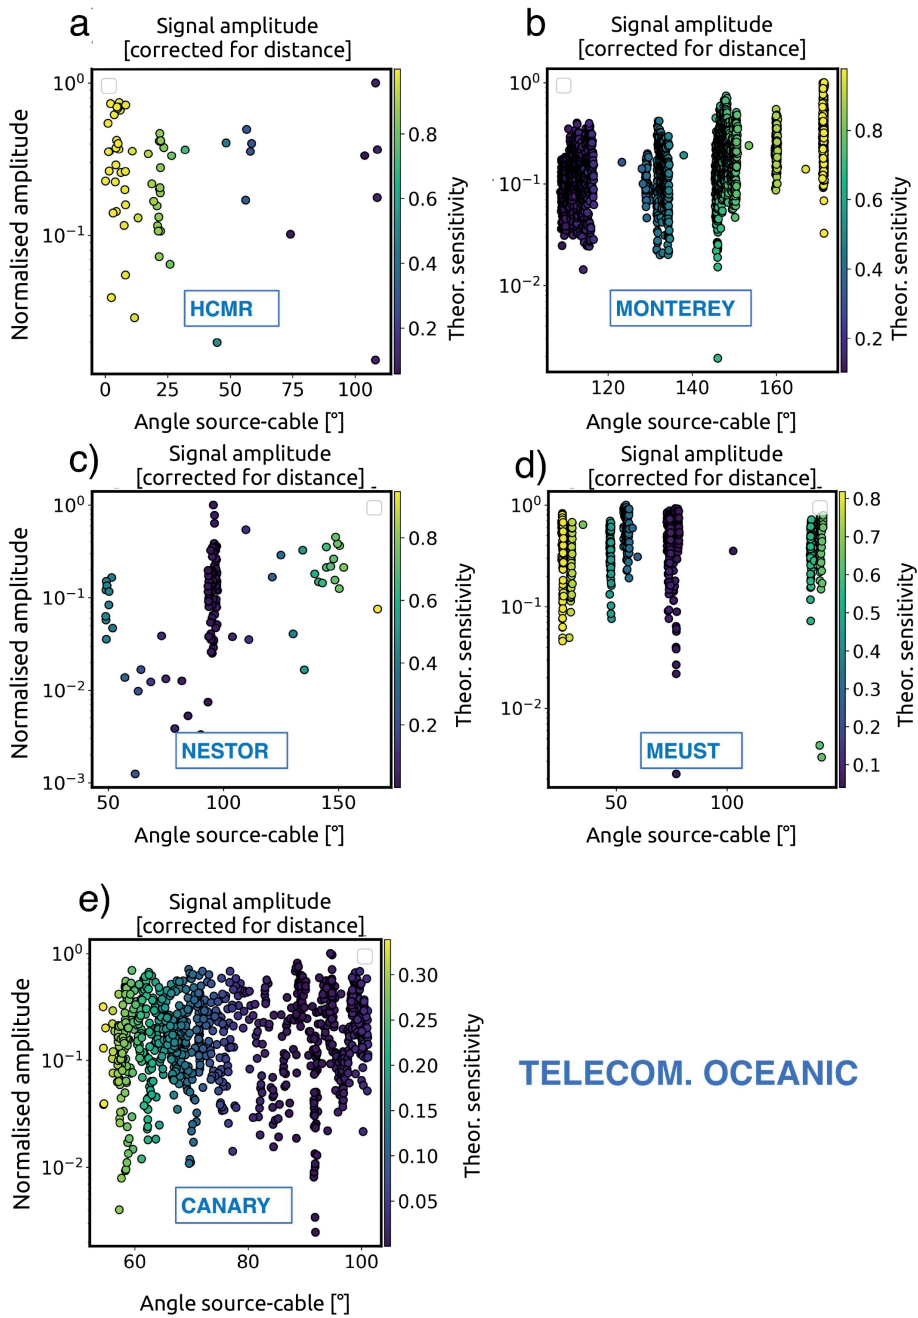 a
Signal amplitude
[corrected for distance]
10⁰
10⁻¹
Normalised amplitude
0 25 50 75 100
Angle source-cable [°]
0.8
0.6
0.4
0.2
Theor. sensitivity
HCMR
b
Signal amplitude
[corrected for distance]
10⁰
10⁻¹
10⁻²
120 140 160
Angle source-cable [°]
0.8
0.6
0.4
0.2
Theor. sensitivity
MONTEREY
c)
Signal amplitude
[corrected for distance]
10⁰
10⁻¹
10⁻²
10⁻³
Normalised amplitude
50 100 150
Angle source-cable [°]
0.8
0.6
0.4
0.2
Theor. sensitivity
NESTOR
d)
Signal amplitude
[corrected for distance]
10⁰
10⁻¹
10⁻²
50 100
Angle source-cable [°]
0.8
0.7
0.6
0.5
0.4
0.3
0.2
0.1
Theor. sensitivity
MEUST
e)
Signal amplitude
[corrected for distance]
10⁰
10⁻¹
10⁻²
Normalised amplitude
60 80 100
Angle source-cable [°]
0.30
0.25
0.20
0.15
0.10
0.05
Theor. sensitivity
CANARY
TELECOM. OCEANIC